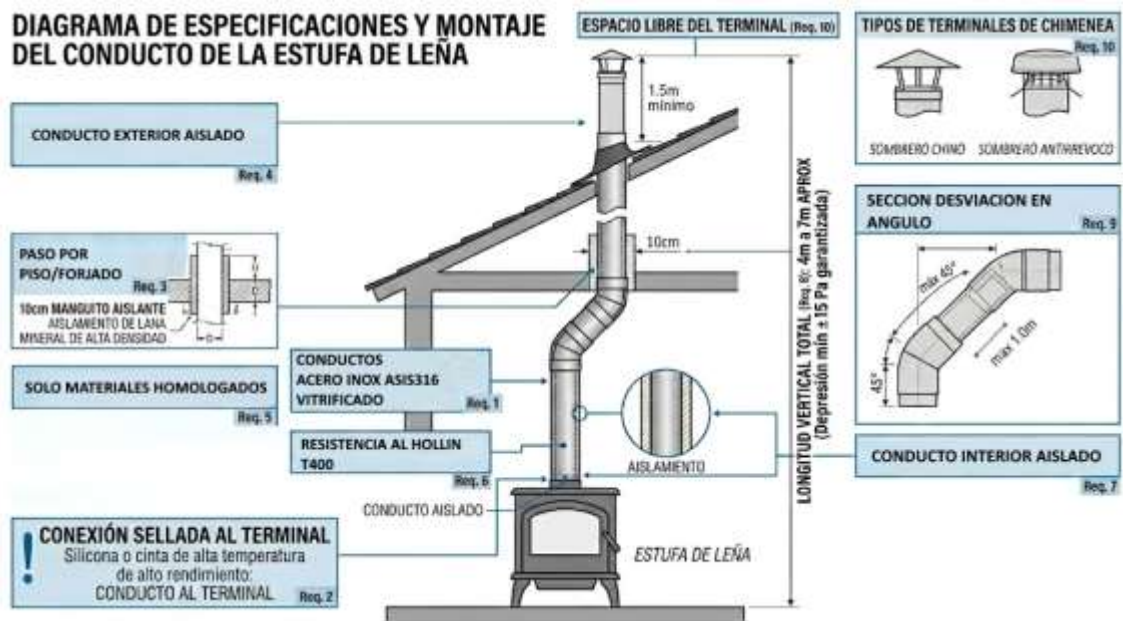 DIAGRAMA DE ESPECIFICACIONES Y MONTAJE
DEL CONDUCTO DE LA ESTUFA DE LEÑA
ESPACIO LIBRE DEL TERMINAL (Req. 10)
TIPOS DE TERMINALES DE CHIMENEA
Req. 10
SOMBRERO CHINO
SOMBRERO ANTIRREVOCO
1.5m
mínimo
CONDUCTO EXTERIOR AISLADO
Req. 4
SECCION DESVIACION EN
ANGULO
Req. 9
máx 45º
max 1.0m
45º
PASO POR
PISO/FORJADO
Req. 3
10cm MANGUITO AISLANTE
AISLAMIENTO DE LANA
MINERAL DE ALTA DENSIDAD
10cm
LONGITUD VERTICAL TOTAL (Req. 8): 4m a 7m APROX
(Depresión mín ±15 Pa garantizada)
SOLO MATERIALES HOMOLOGADOS
Req. 5
CONDUCTOS
ACERO INOX ASIS316
VITRIFICADO
Req. 1
RESISTENCIA AL HOLLIN
T400
Req. 6
AISLAMIENTO
CONDUCTO INTERIOR AISLADO
Req. 7
CONDUCTO AISLADO
ESTUFA DE LEÑA
! CONEXIÓN SELLADA AL TERMINAL
Silicona o cinta de alta temperatura
de alto rendimiento:
CONDUCTO AL TERMINAL
Req. 2